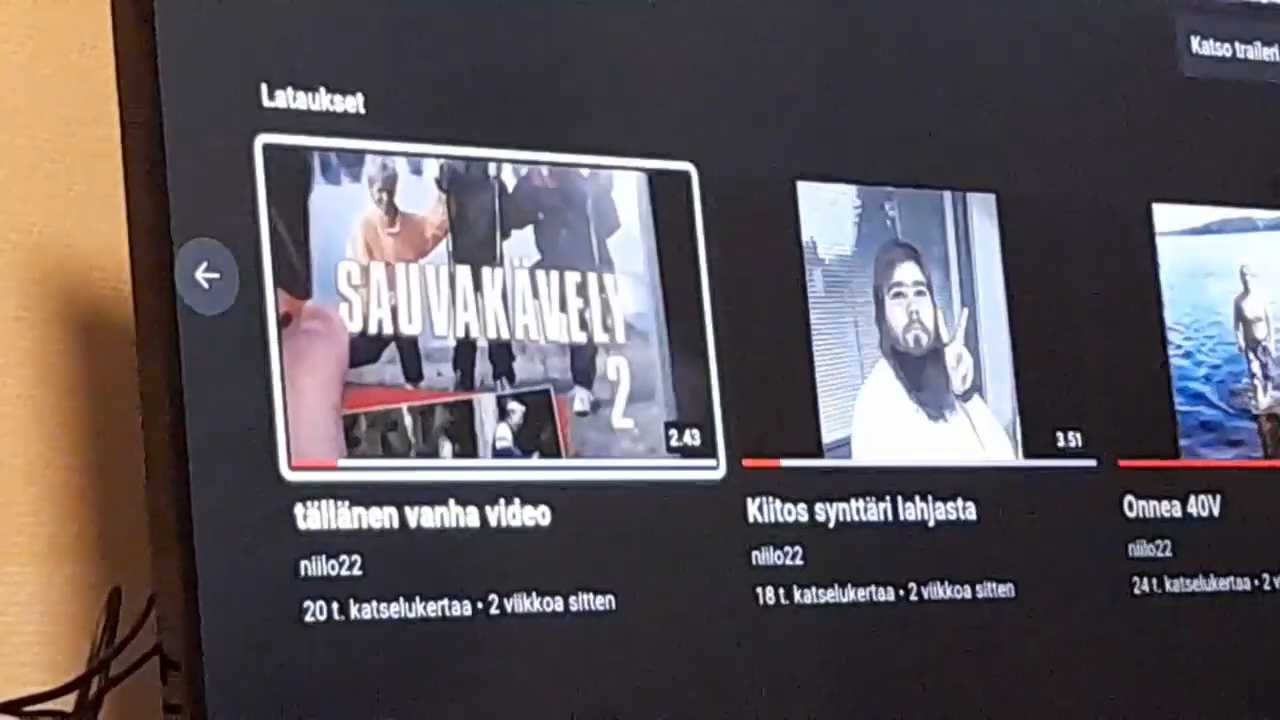 Katso traileri
Lataukset
SAUVAKÄVELY
2
2.43
3.51
tällänen vanha video
niilo22
20 t. katselukertaa • 2 viikkoa sitten
Kiitos synttäri lahjasta
niilo22
18 t. katselukertaa • 2 viikkoa sitten
Onnea 40V
niilo22
24 t. katselukertaa • 2 v